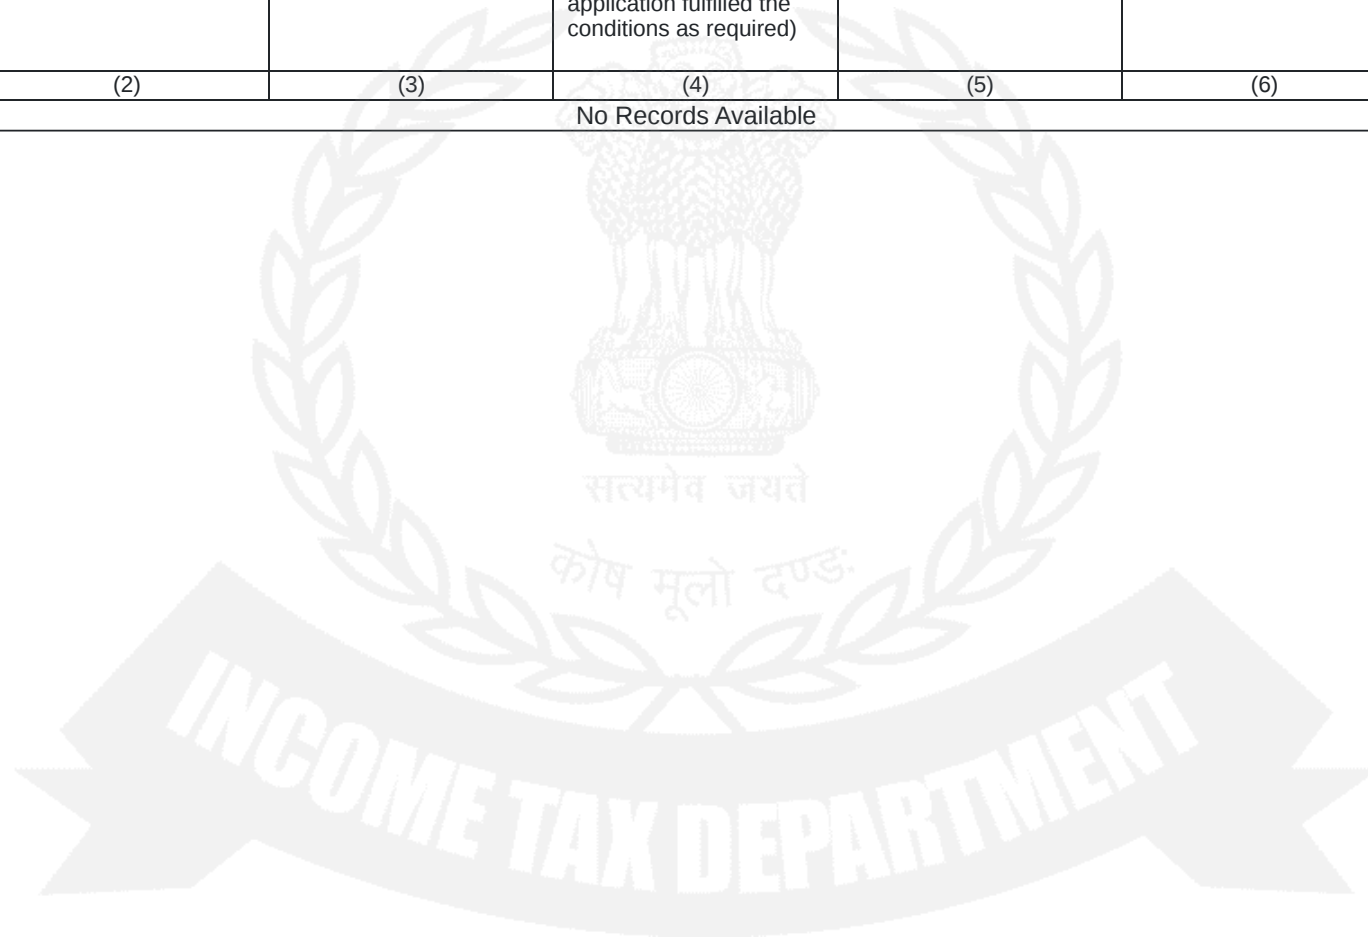 application fulfilled the
conditions as required)
(2) (3) (4) (5) (6)
No Records Available
सत्यमेव जयते
कोष मूलो दण्डः
INCOME TAX DEPARTMENT